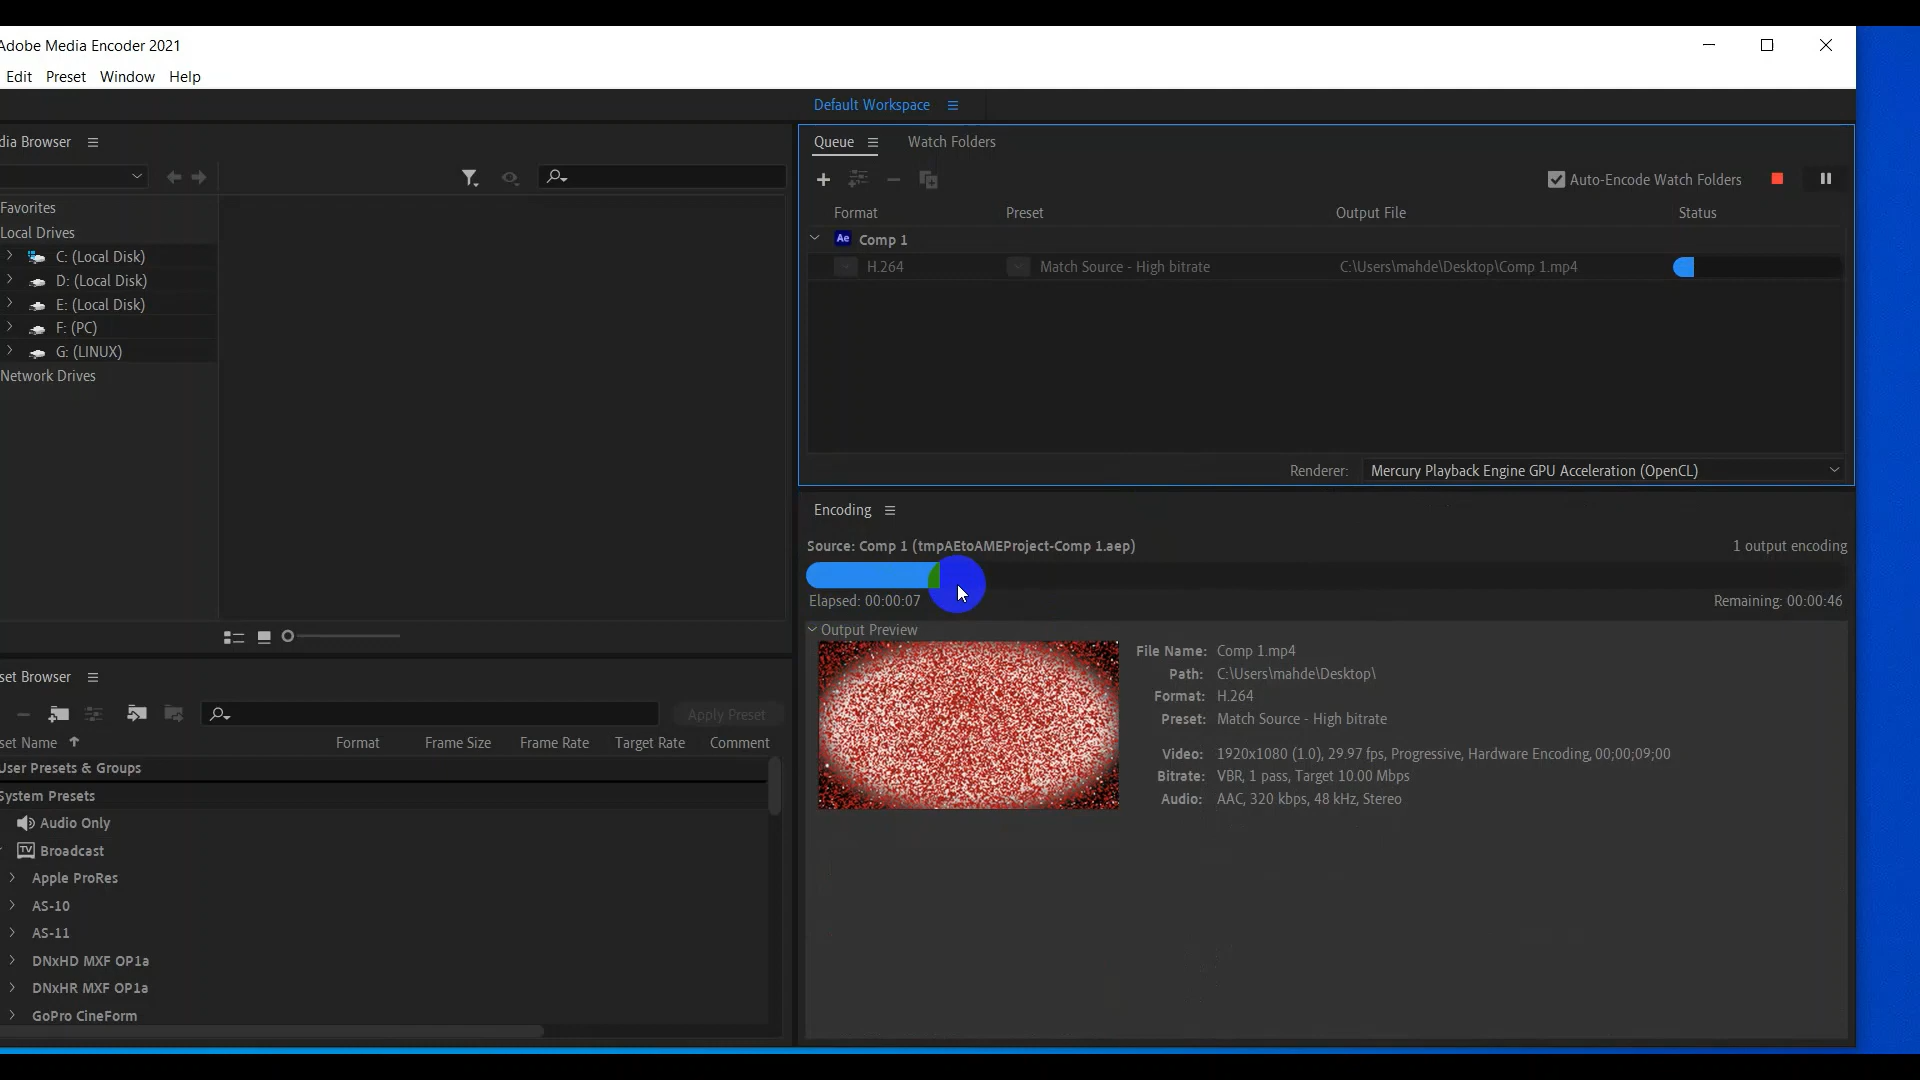 Adobe Media Encoder 2021
Edit Preset Window Help
Default Workspace
dia Browser
Favorites
Local Drives
C: (Local Disk)
D: (Local Disk)
E: (Local Disk)
F: (PC)
G: (LINUX)
Network Drives
Queue Watch Folders
Auto-Encode Watch Folders
Format Preset Output File Status
Ae Comp 1
H.264 Match Source - High bitrate C:\Users\mahde\Desktop\Comp 1.mp4
Renderer: Mercury Playback Engine GPU Acceleration (OpenCL)
Encoding
Source: Comp 1 (tmpAEtoAMEProject-Comp 1.aep) 1 output encoding
Elapsed: 00:00:07 Remaining: 00:00:46
Output Preview
File Name: Comp 1.mp4
Path: C:\Users\mahde\Desktop\
Format: H.264
Preset: Match Source - High bitrate
Video: 1920x1080 (1.0), 29.97 fps, Progressive, Hardware Encoding, 00;00;09;00
Bitrate: VBR, 1 pass, Target 10.00 Mbps
Audio: AAC, 320 kbps, 48 kHz, Stereo
set Browser
Apply Preset
set Name Format Frame Size Frame Rate Target Rate Comment
User Presets & Groups
System Presets
Audio Only
TV Broadcast
Apple ProRes
AS-10
AS-11
DNxHD MXF OP1a
DNxHR MXF OP1a
GoPro CineForm